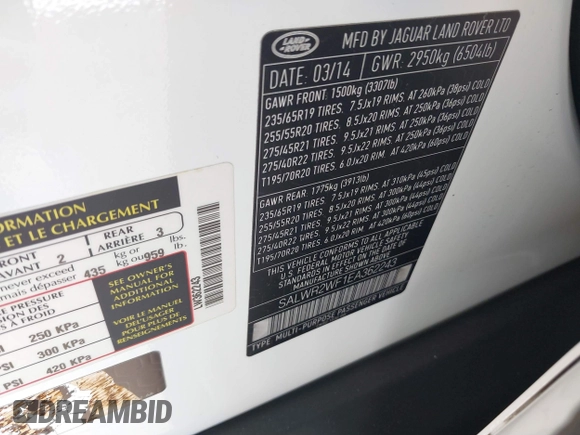 LAND-
ROVER
MFD BY JAGUAR LAND ROVER LTD
DATE: 03/14 GWR: 2950kg (6504lb)
GAWR FRONT: 1500kg (3307lb)
235/65R19 TIRES. 7.5Jx19 RIMS. AT 260kPa (38psi) COLD
255/55R20 TIRES. 8.5Jx20 RIMS. AT 250kPa (36psi) COLD
275/45R21 TIRES. 9.5Jx21 RIMS. AT 250kPa (36psi) COLD
275/40R22 TIRES. 9.5Jx22 RIMS. AT 250kPa (36psi) COLD
T195/70R20 TIRES. 6.0Jx20 RIM. AT 420kPa (60psi) COLD
GAWR REAR: 1775kg (3913lb)
235/65R19 TIRES. 7.5Jx19 RIMS. AT 310kPa (45psi) COLD
255/55R20 TIRES. 8.5Jx20 RIMS. AT 300kPa (44psi) COLD
275/45R21 TIRES. 9.5Jx21 RIMS. AT 300kPa (44psi) COLD
275/40R22 TIRES. 9.5Jx22 RIMS. AT 300kPa (44psi) COLD
T195/70R20 TIRES. 6.0Jx20 RIM. AT 420kPa (60psi) COLD
THIS VEHICLE CONFORMS TO ALL APPLICABLE
U.S. FEDERAL MOTOR VEHICLE SAFETY
STANDARDS IN EFFECT ON THE DATE OF
MANUFACTURE SHOWN ABOVE.
SALWR2WF1EA362243
TYPE: MULTI-PURPOSE PASSENGER VEHICLE
FORMATION
ET LE CHARGEMENT
FRONT
AVANT 2 REAR
ARRIÈRE 3
never exceed
mais dépasser 435 kg or
kg ou 959 lbs.
lb.
E PRESSURE
PRESSION
S À FROID
250 KPA
300 KPA
PSI 420 KPA
SEE OWNER'S
MANUAL FOR
ADDITIONAL
INFORMATION
VOIR LE MANUEL
DE L'USAGER
POUR PLUS DE
RENSEIGNEMENTS
LWEA362243
DREAMBID